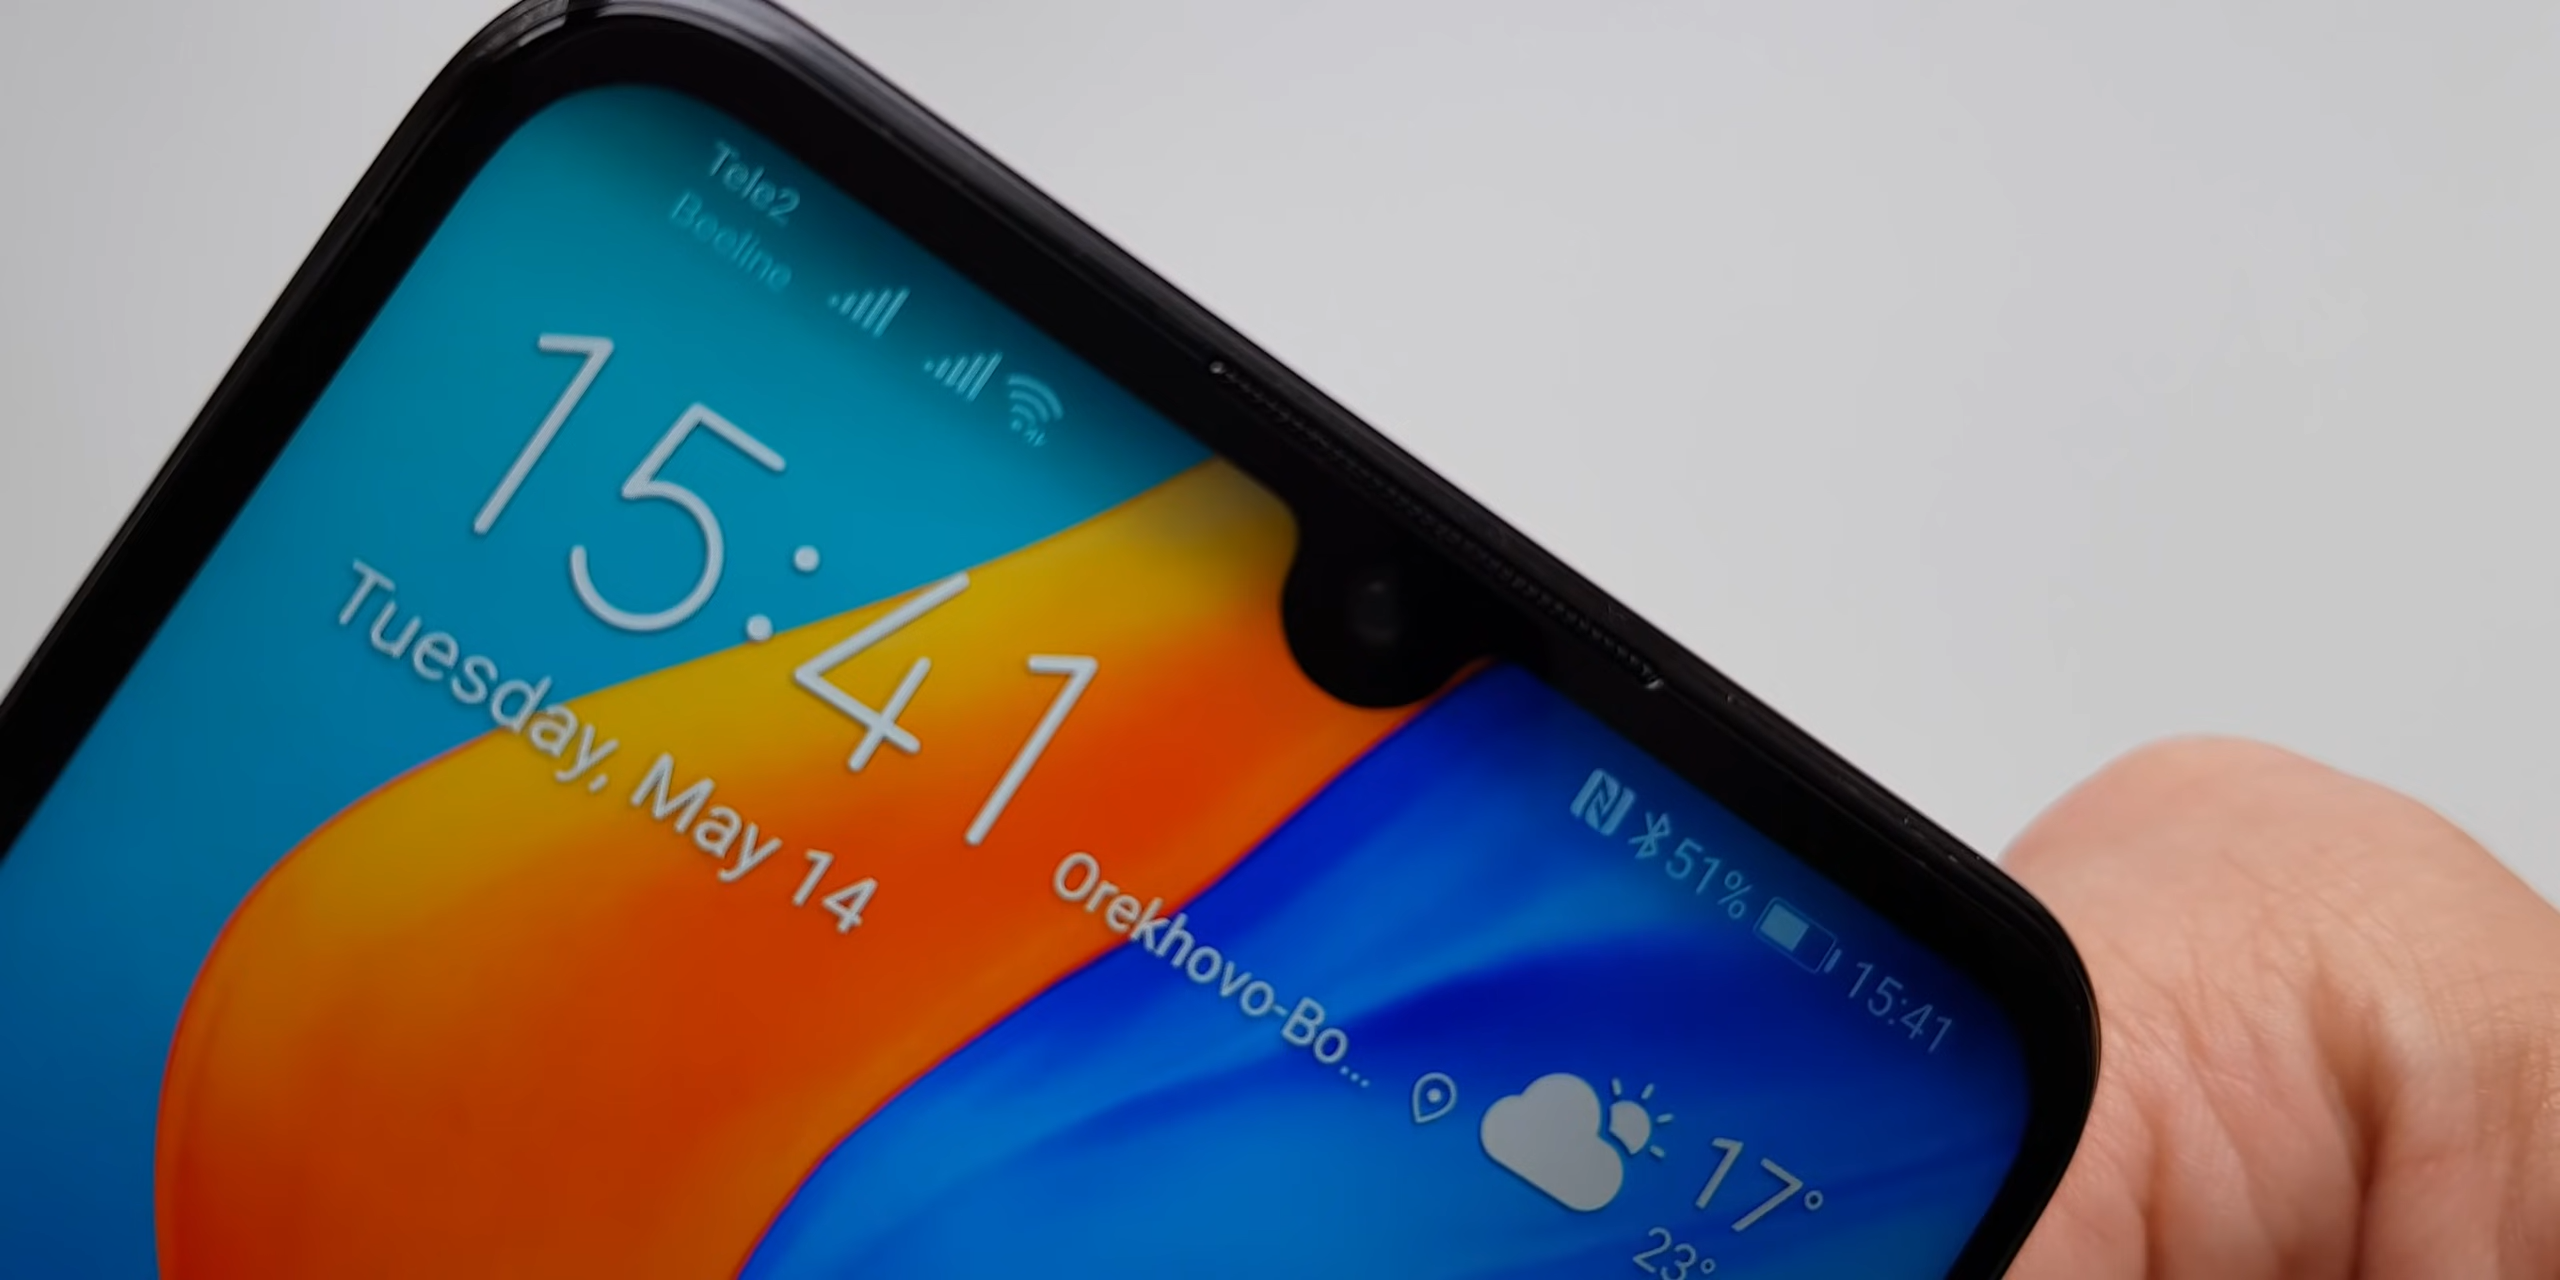 Tele2
Beeline
51% 15:41
15:41
Tuesday, May 14
Orekhovo-Bo...
17°
23°